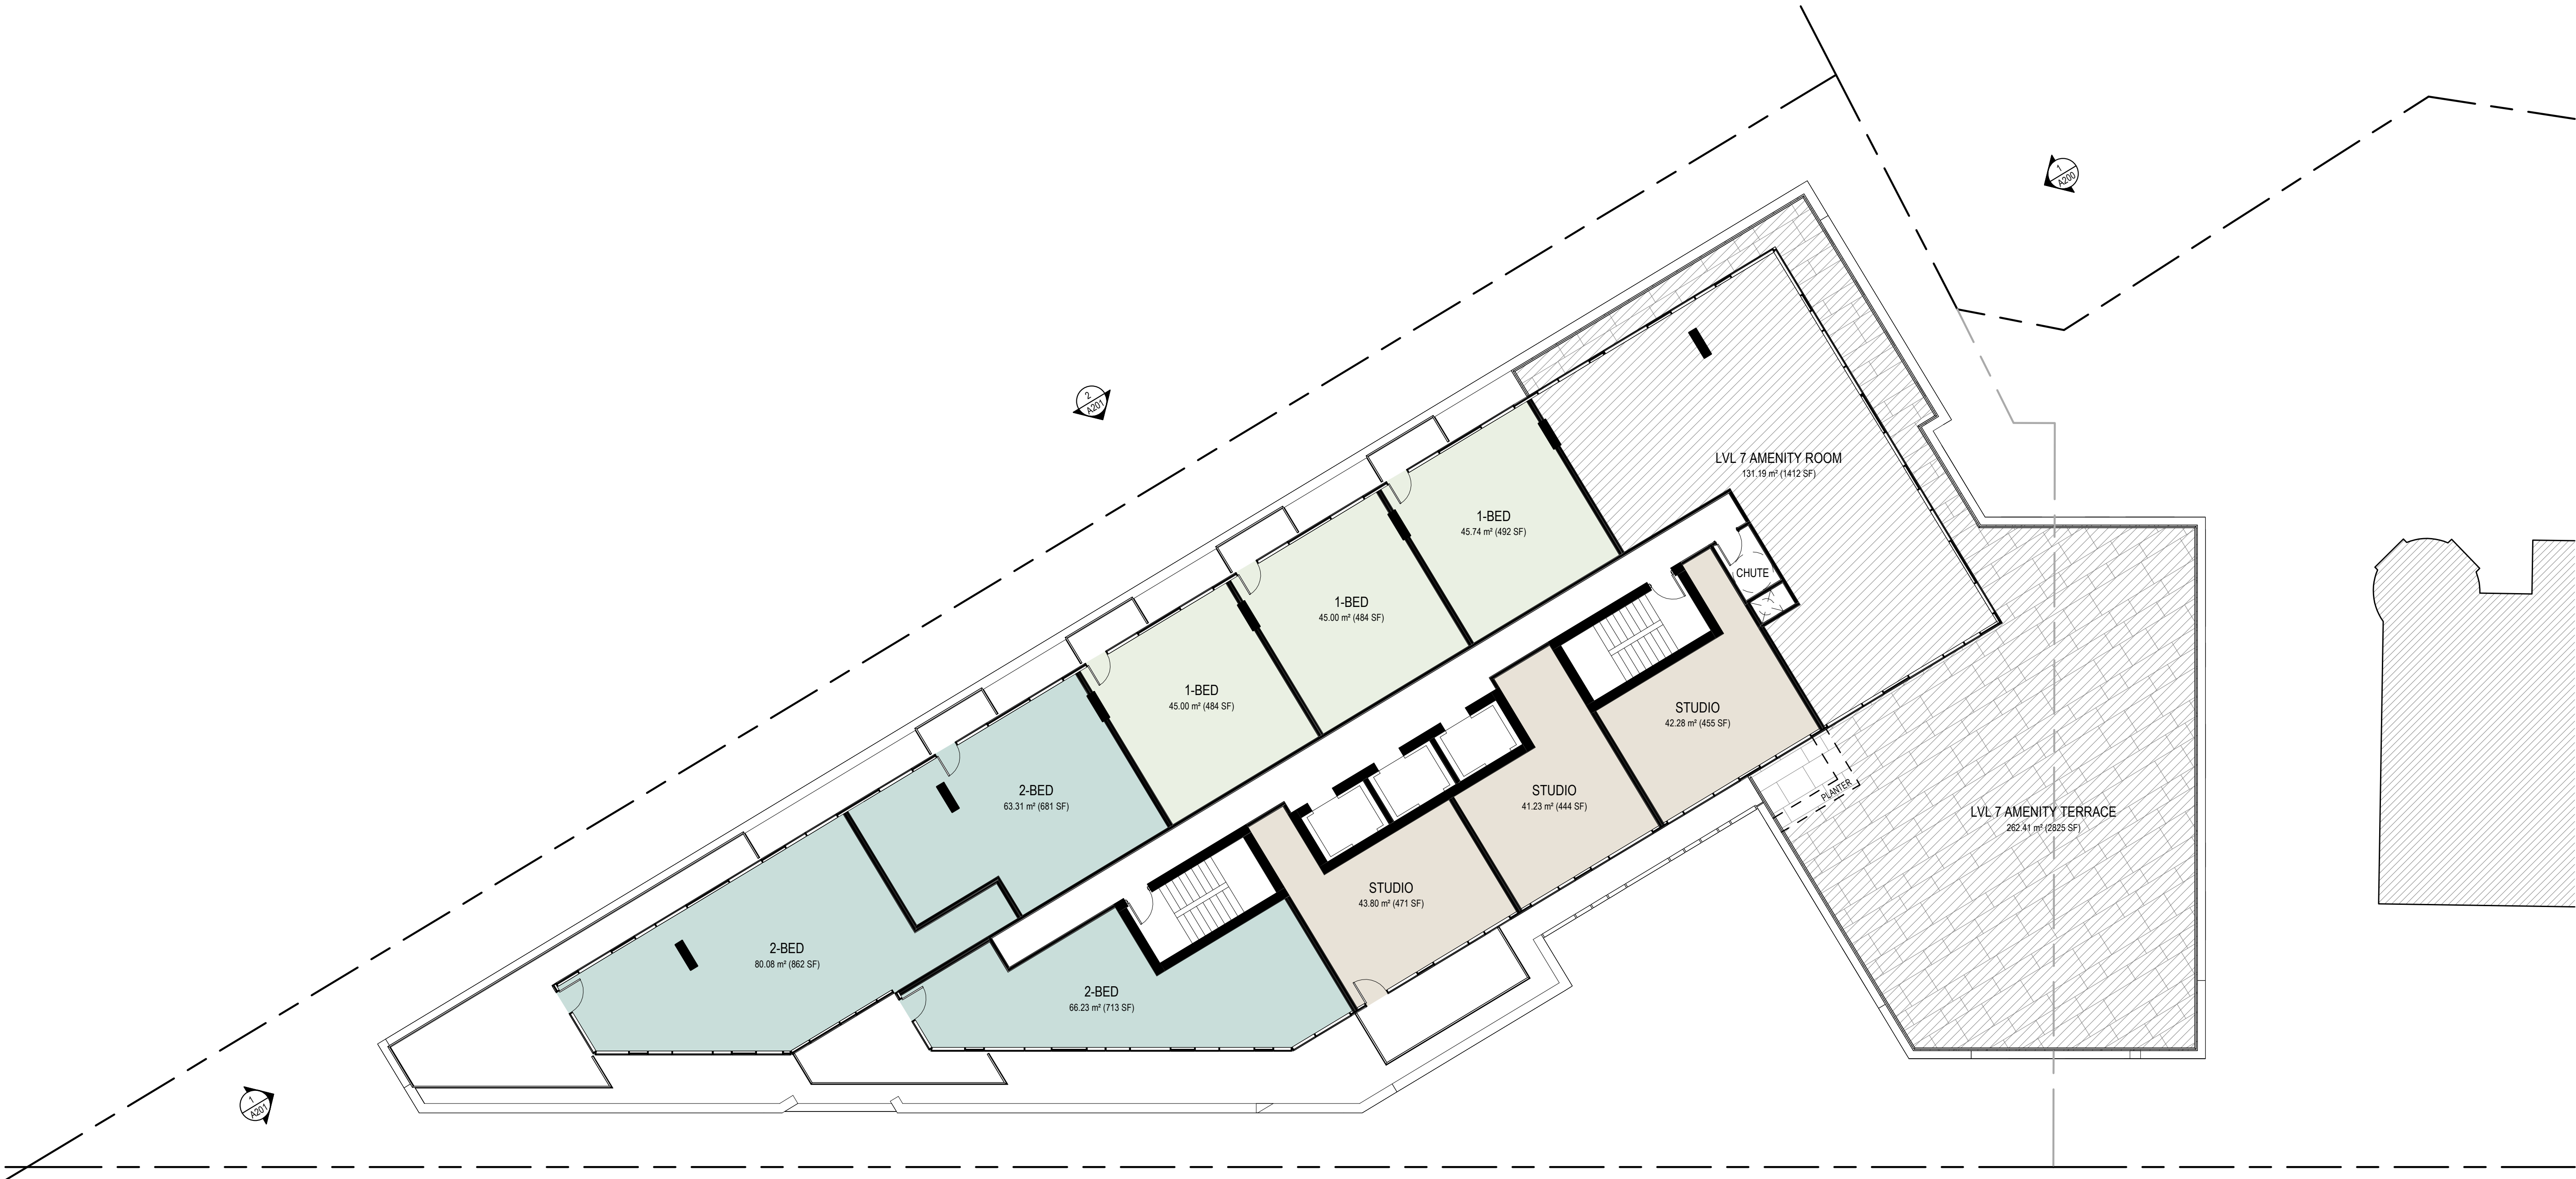 1
A200
2
A201
LVL 7 AMENITY ROOM
131.19 m² (1412 SF)
1-BED
45.74 m² (492 SF)
CHUTE
1-BED
45.00 m² (484 SF)
1-BED
45.00 m² (484 SF)
STUDIO
42.28 m² (455 SF)
2-BED
63.31 m² (681 SF)
STUDIO
41.23 m² (444 SF)
PLANTER
LVL 7 AMENITY TERRACE
262.41 m² (2825 SF)
STUDIO
43.80 m² (471 SF)
2-BED
80.08 m² (862 SF)
2-BED
66.23 m² (713 SF)
1
A201